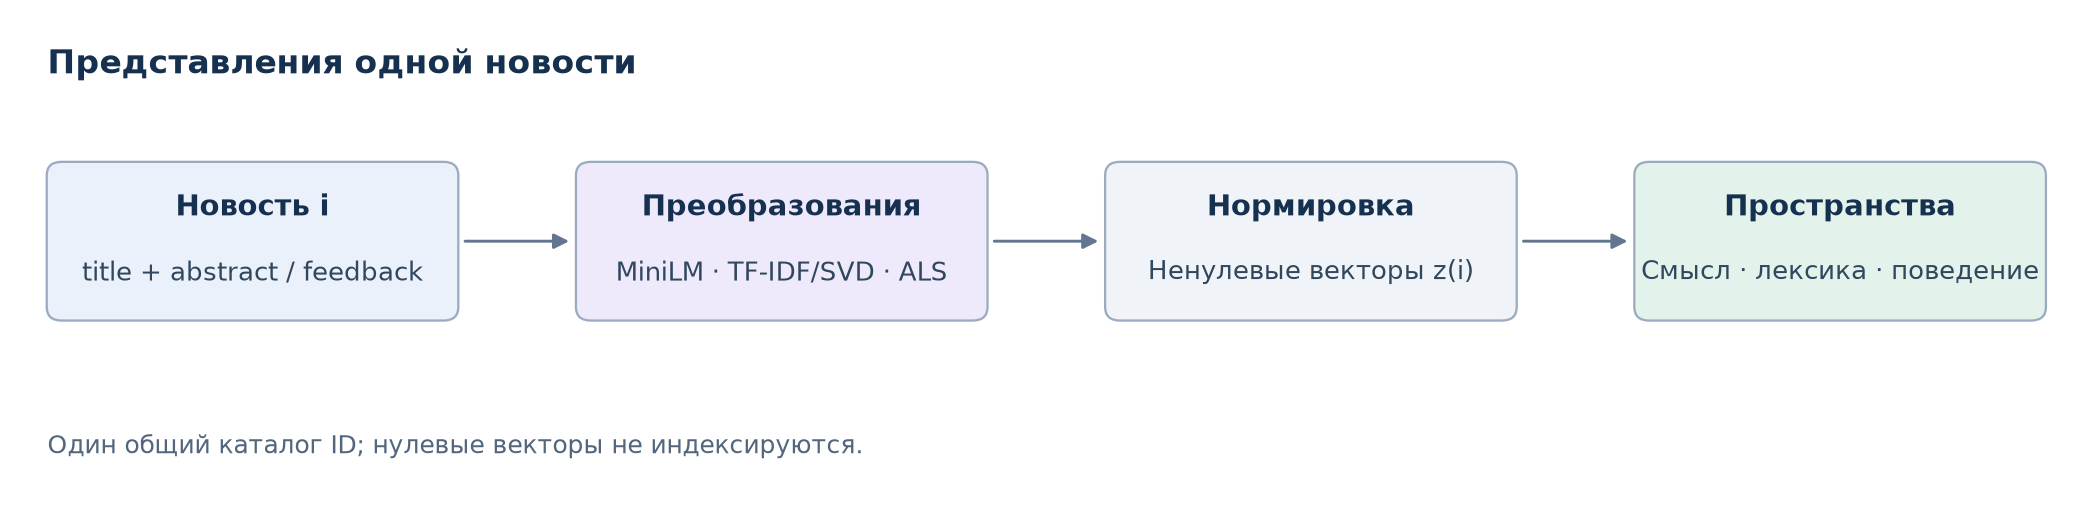 Представления одной новости
Новость i
title + abstract / feedback
Преобразования
MiniLM · TF-IDF/SVD · ALS
Нормировка
Ненулевые векторы z(i)
Пространства
Смысл · лексика · поведение
Один общий каталог ID; нулевые векторы не индексируются.